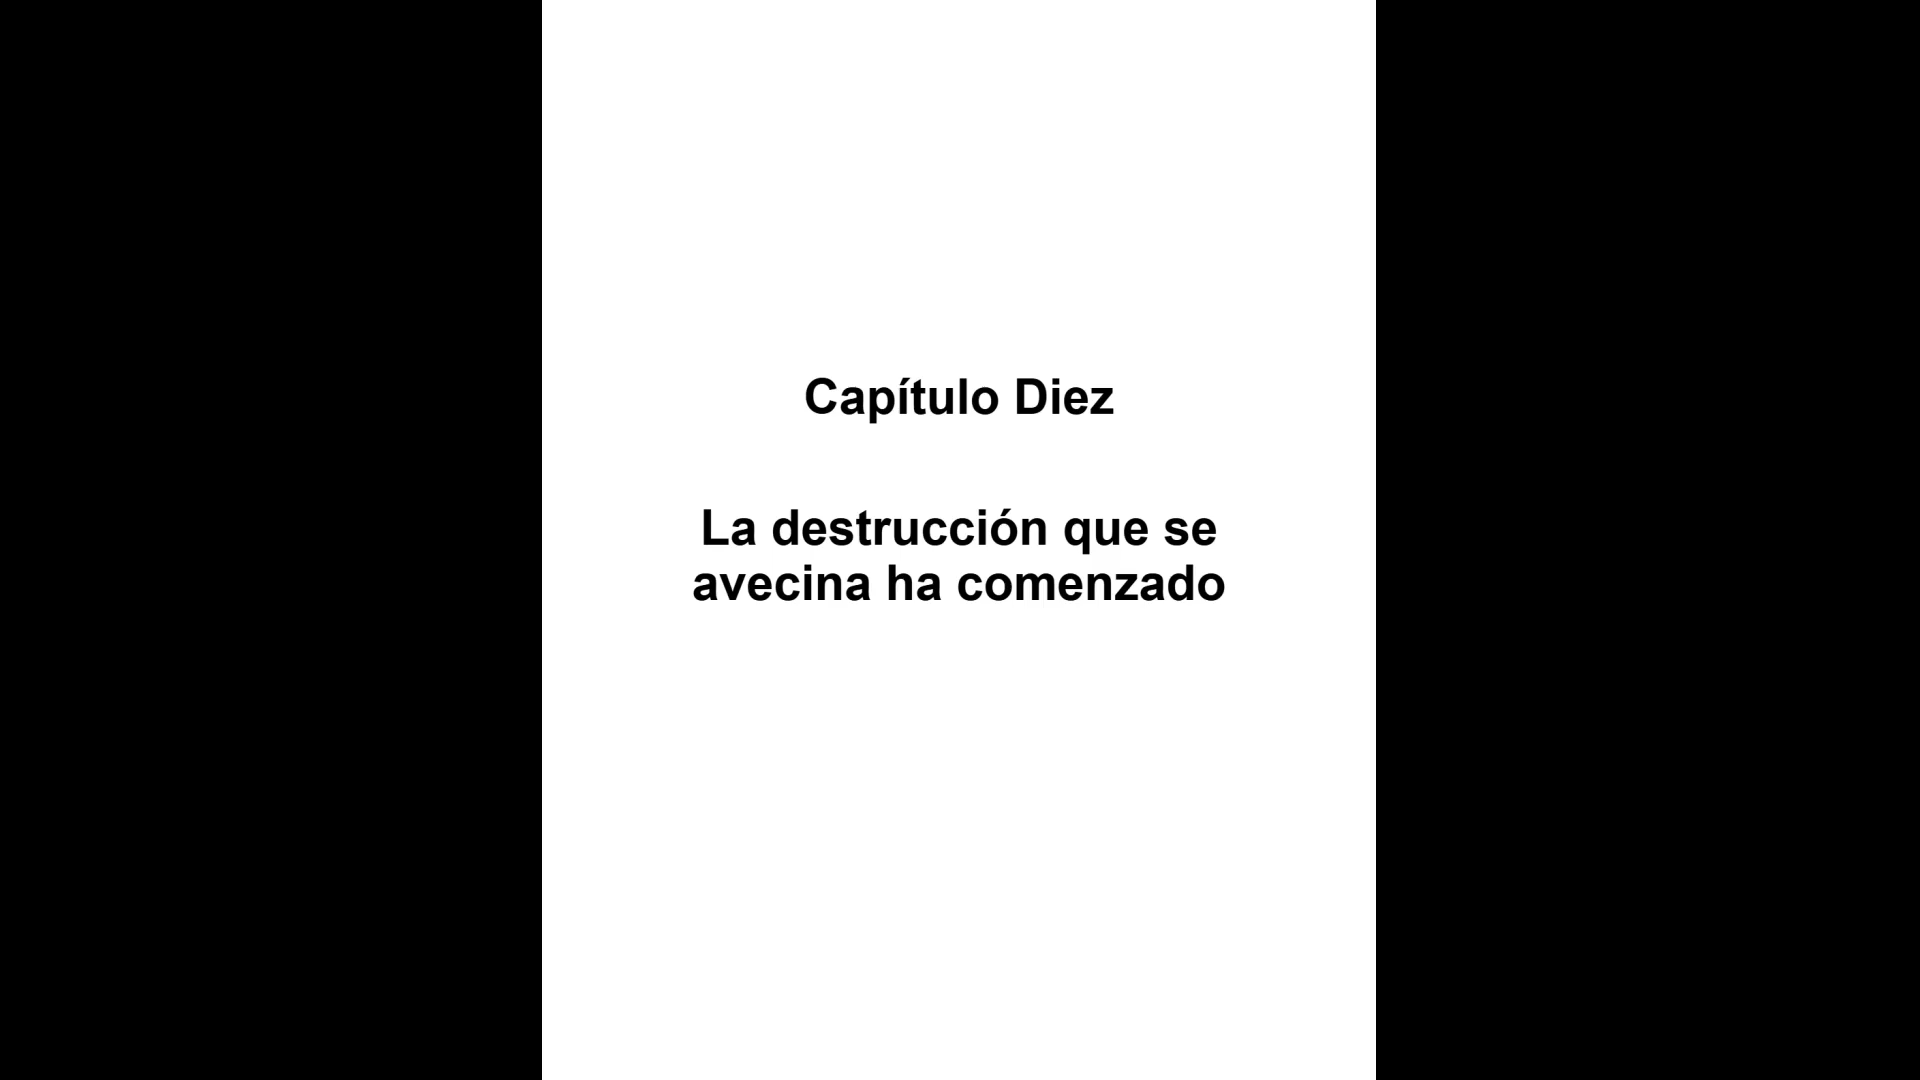 Capítulo Diez
La destrucción que se
avecina ha comenzado